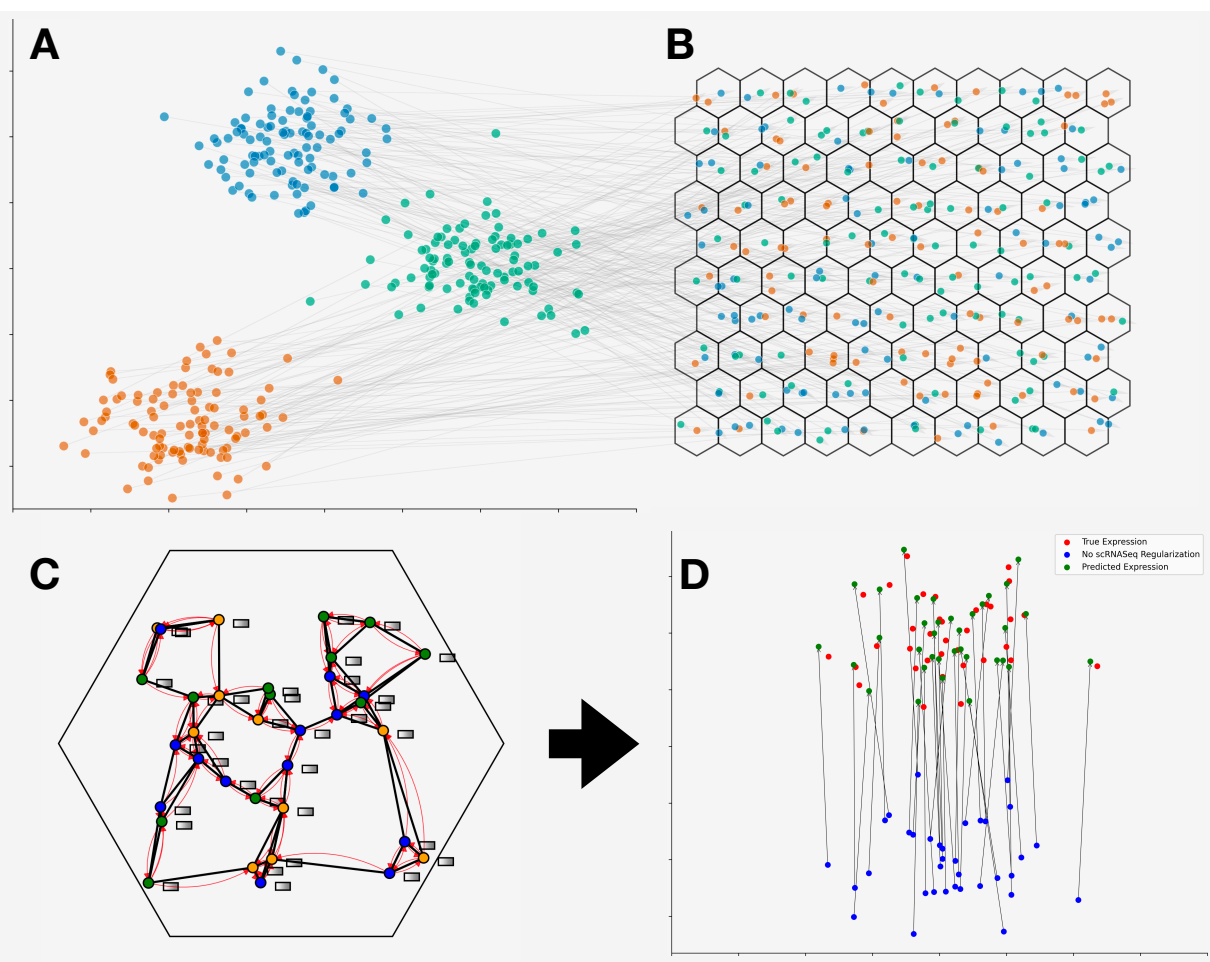 A
B
C
D
True Expression
No scRNASeq Regularization
Predicted Expression